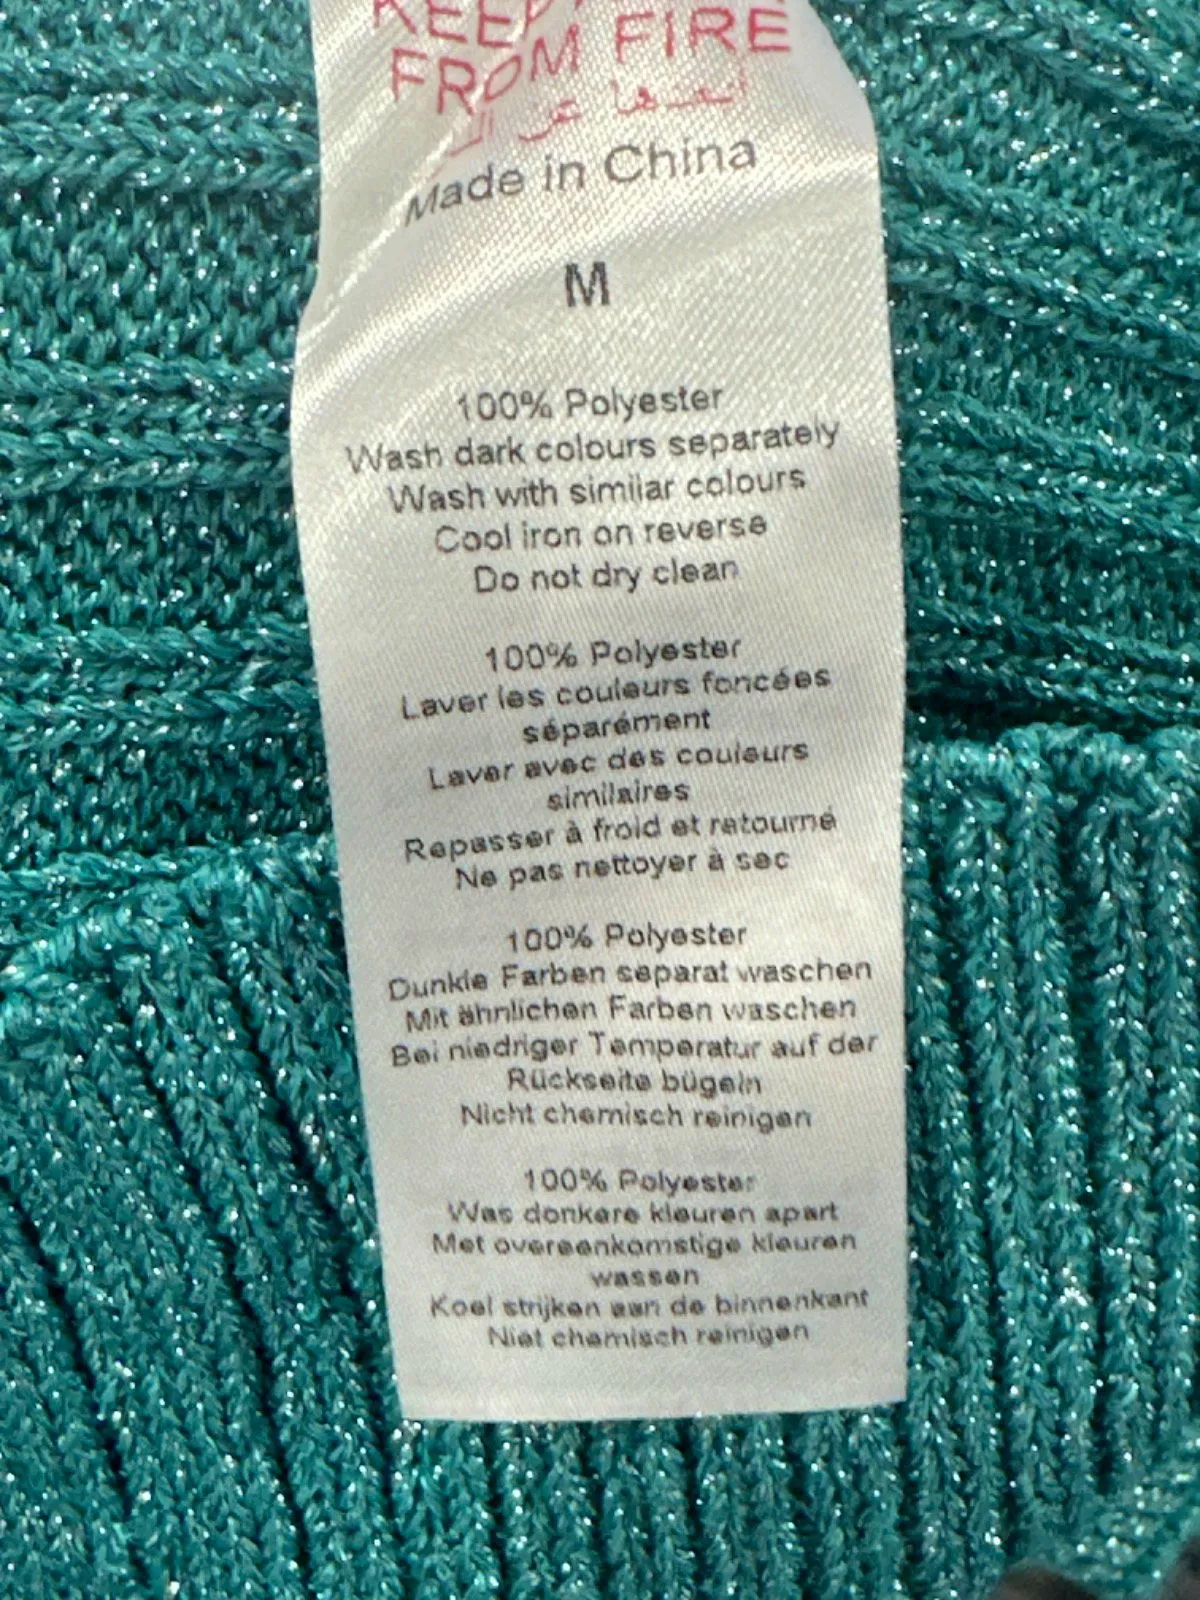 KEEP
FROM FIRE
Made in China
M
100% Polyester
Wash dark colours separately
Wash with similar colours
Cool iron on reverse
Do not dry clean
100% Polyester
Laver les couleurs foncées
séparément
Laver avec des couleurs
similaires
Repasser à froid et retourné
Ne pas nettoyer à sec
100% Polyester
Dunkle Farben separat waschen
Mit ähnlichen Farben waschen
Bei niedriger Temperatur auf der
Rückseite bügeln
Nicht chemisch reinigen
100% Polyester
Was donkere kleuren apart
Met overeenkomstige kleuren
wassen
Koel strijken aan de binnenkant
Niet chemisch reinigen